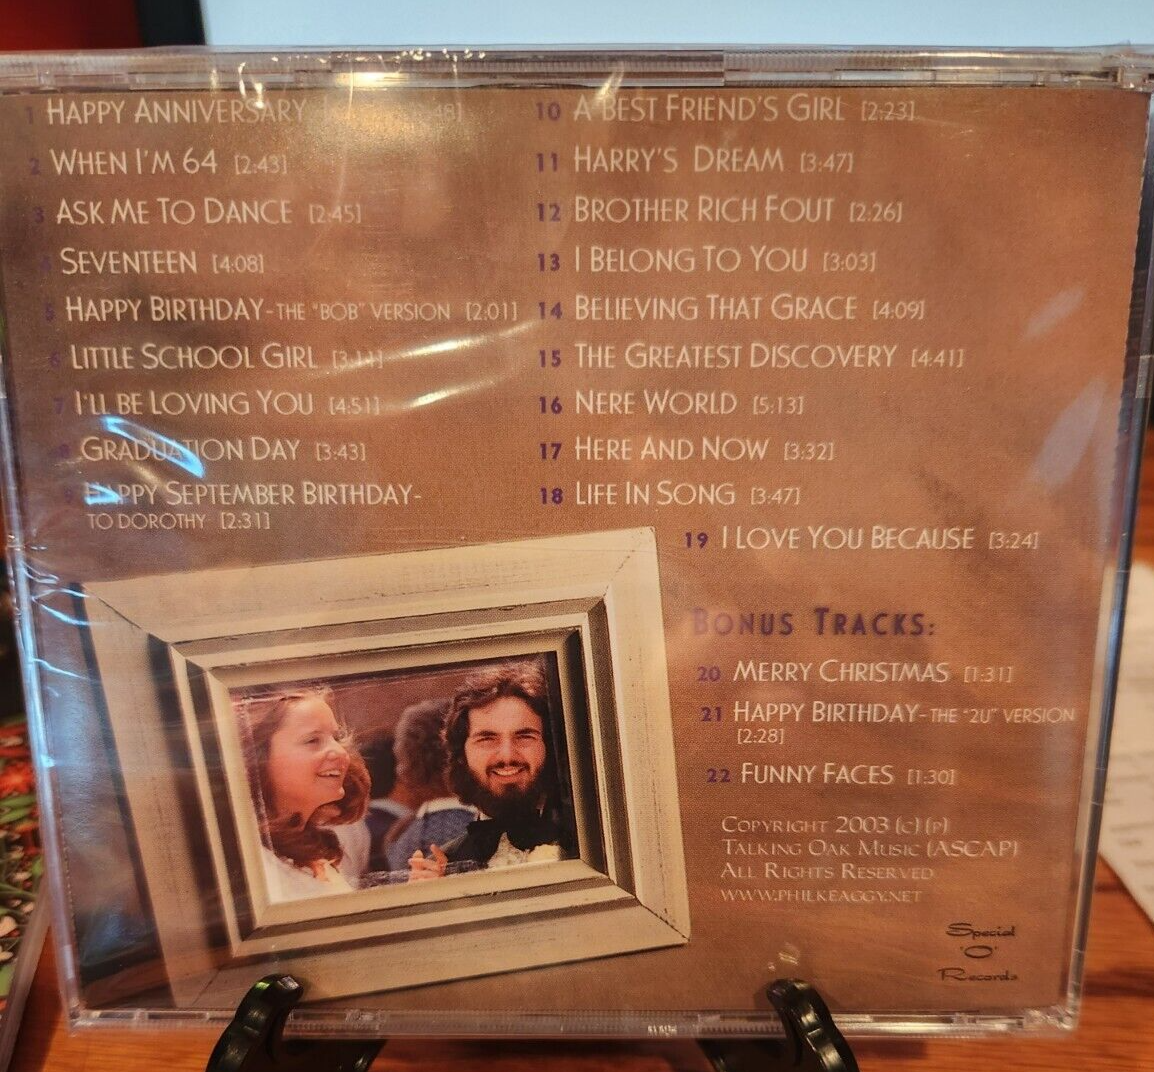 1 HAPPY ANNIVERSARY
2 WHEN I'M 64 [2:43]
3 ASK ME TO DANCE [2:45]
4 SEVENTEEN [4:08]
5 HAPPY BIRTHDAY-THE "BOB" VERSION [2:01]
6 LITTLE SCHOOL GIRL [3:11]
7 I'LL BE LOVING YOU [4:51]
8 GRADUATION DAY [3:43]
9 HAPPY SEPTEMBER BIRTHDAY-
TO DOROTHY [2:31]
10 A BEST FRIEND'S GIRL [2:23]
11 HARRY'S DREAM [3:47]
12 BROTHER RICH FOUT [2:26]
13 I BELONG TO YOU [3:03]
14 BELIEVING THAT GRACE [4:09]
15 THE GREATEST DISCOVERY [4:41]
16 NERE WORLD [5:13]
17 HERE AND NOW [3:32]
18 LIFE IN SONG [3:47]
19 I LOVE YOU BECAUSE [3:24]
BONUS TRACKS:
20 MERRY CHRISTMAS [1:31]
21 HAPPY BIRTHDAY-THE "2U" VERSION
[2:28]
22 FUNNY FACES [1:30]
COPYRIGHT 2003 (C) (P)
TALKING OAK MUSIC (ASCAP)
ALL RIGHTS RESERVED
WWW.PHILKEAGGY.NET
Special
"O"
Records